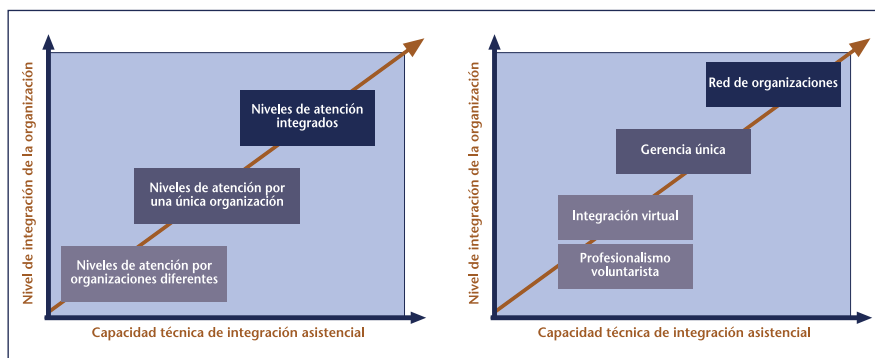 Nivel de integración de la organización
Niveles de atención
integrados
Niveles de atención por
una única organización
Niveles de atención por
organizaciones diferentes
Capacidad técnica de integración asistencial
Nivel de integración de la organización
Red de organizaciones
Gerencia única
Integración virtual
Profesionalismo
voluntarista
Capacidad técnica de integración asistencial